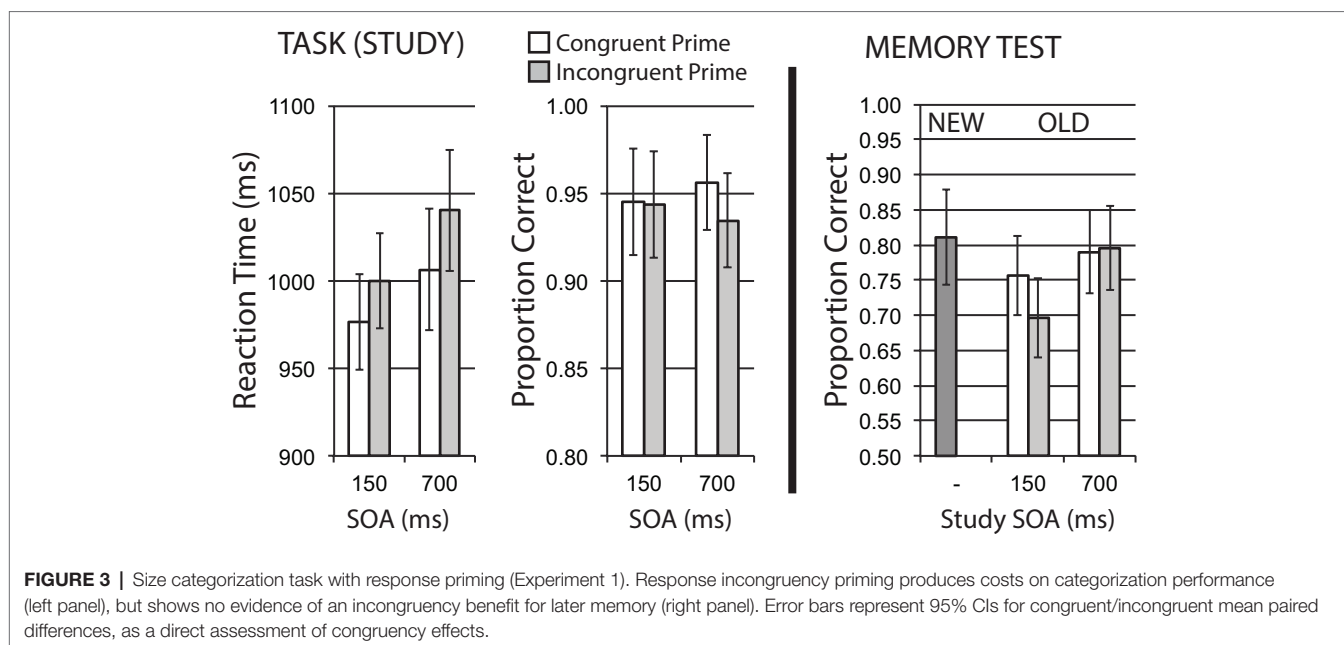 TASK (STUDY)
Congruent Prime
Incongruent Prime
MEMORY TEST
Reaction Time (ms)
1100
1050
1000
950
900
150 700
SOA (ms)
Proportion Correct
1.00
0.95
0.90
0.85
0.80
150 700
SOA (ms)
Proportion Correct
1.00
0.95
0.90
0.85
0.80
0.75
0.70
0.65
0.60
0.55
0.50
NEW OLD
- 150 700
Study SOA (ms)
FIGURE 3 | Size categorization task with response priming (Experiment 1). Response incongruency priming produces costs on categorization performance
(left panel), but shows no evidence of an incongruency benefit for later memory (right panel). Error bars represent 95% CIs for congruent/incongruent mean paired
differences, as a direct assessment of congruency effects.